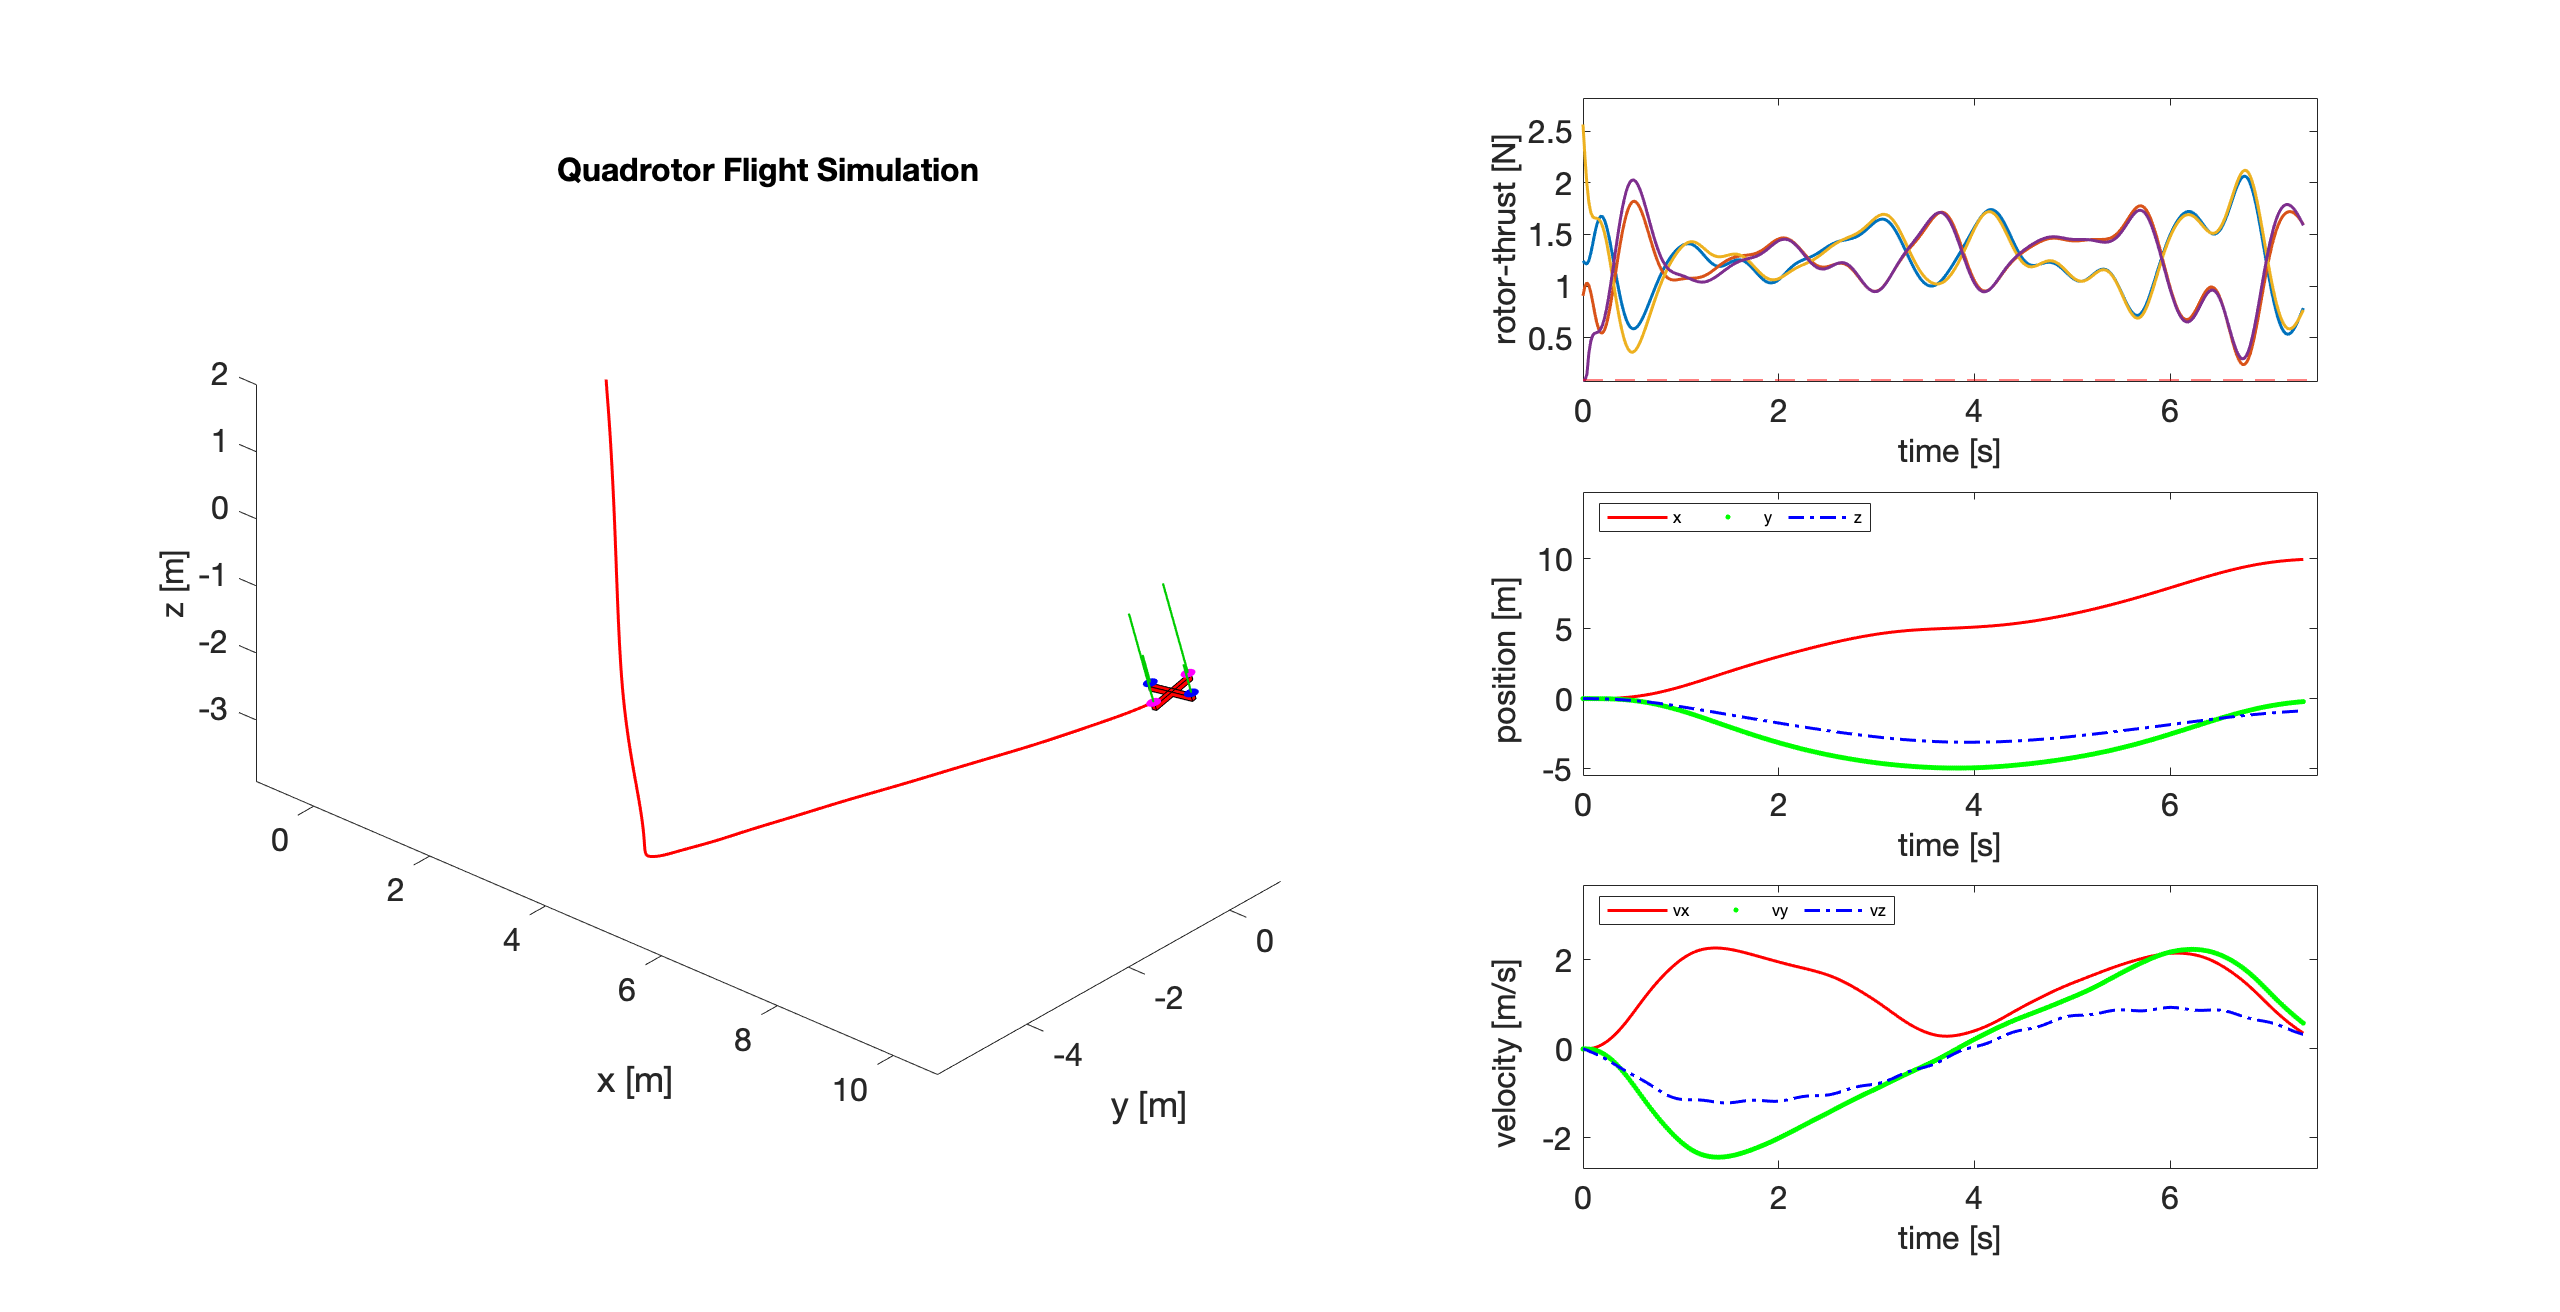 Quadrotor Flight Simulation
2
1
0
-1
-2
-3
z [m]
0
2
4
6
8
10
x [m]
0
-2
-4
y [m]
2.5
2
1.5
1
0.5
rotor-thrust [N]
0 2 4 6
time [s]
x y z
10
5
0
-5
position [m]
0 2 4 6
time [s]
vx vy vz
2
0
-2
velocity [m/s]
0 2 4 6
time [s]